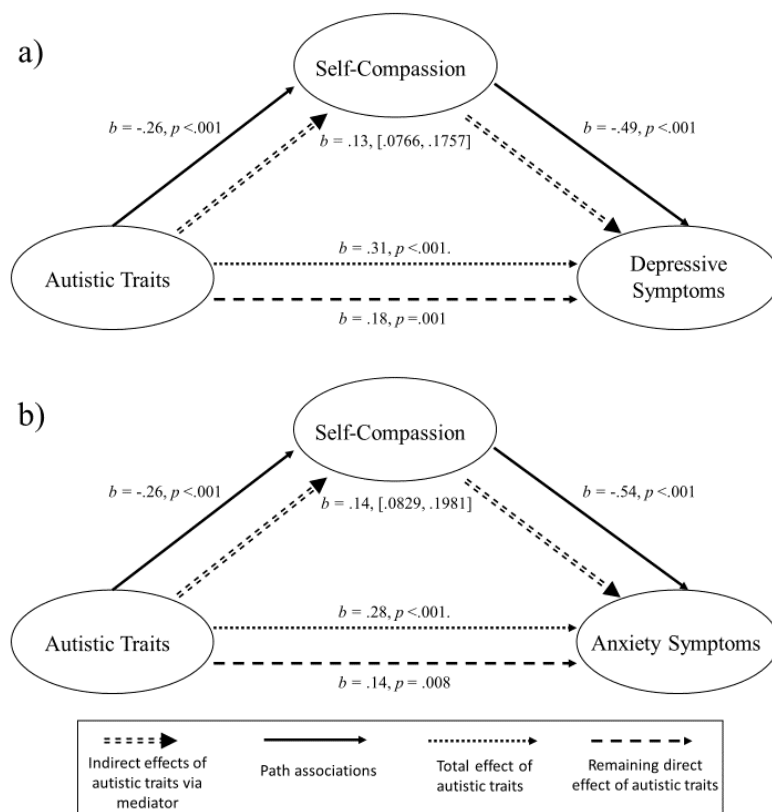 a)
Self-Compassion
b = -.26, p <.001
b = -.49, p <.001
b = .13, [.0766, .1757]
b = .31, p <.001.
Autistic Traits
Depressive
Symptoms
b = .18, p =.001
b)
Self-Compassion
b = -.26, p <.001
b = -.54, p <.001
b = .14, [.0829, .1981]
b = .28, p <.001.
Autistic Traits
Anxiety Symptoms
b = .14, p = .008
Indirect effects of
autistic traits via
mediator
Path associations
Total effect of
autistic traits
Remaining direct
effect of autistic traits